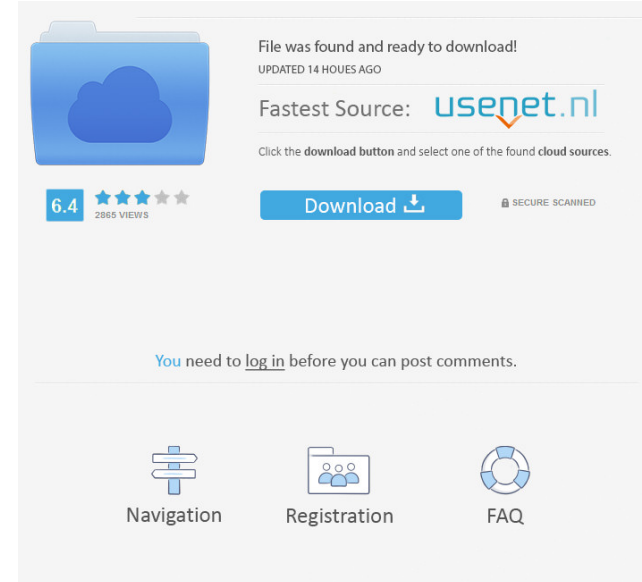 File was found and ready to download!
UPDATED 14 HOUES AGO
Fastest Source: usenet.nl
Click the download button and select one of the found cloud sources.
6.4
2865 VIEWS
Download
SECURE SCANNED
You need to log in before you can post comments.
Navigation
Registration
FAQ